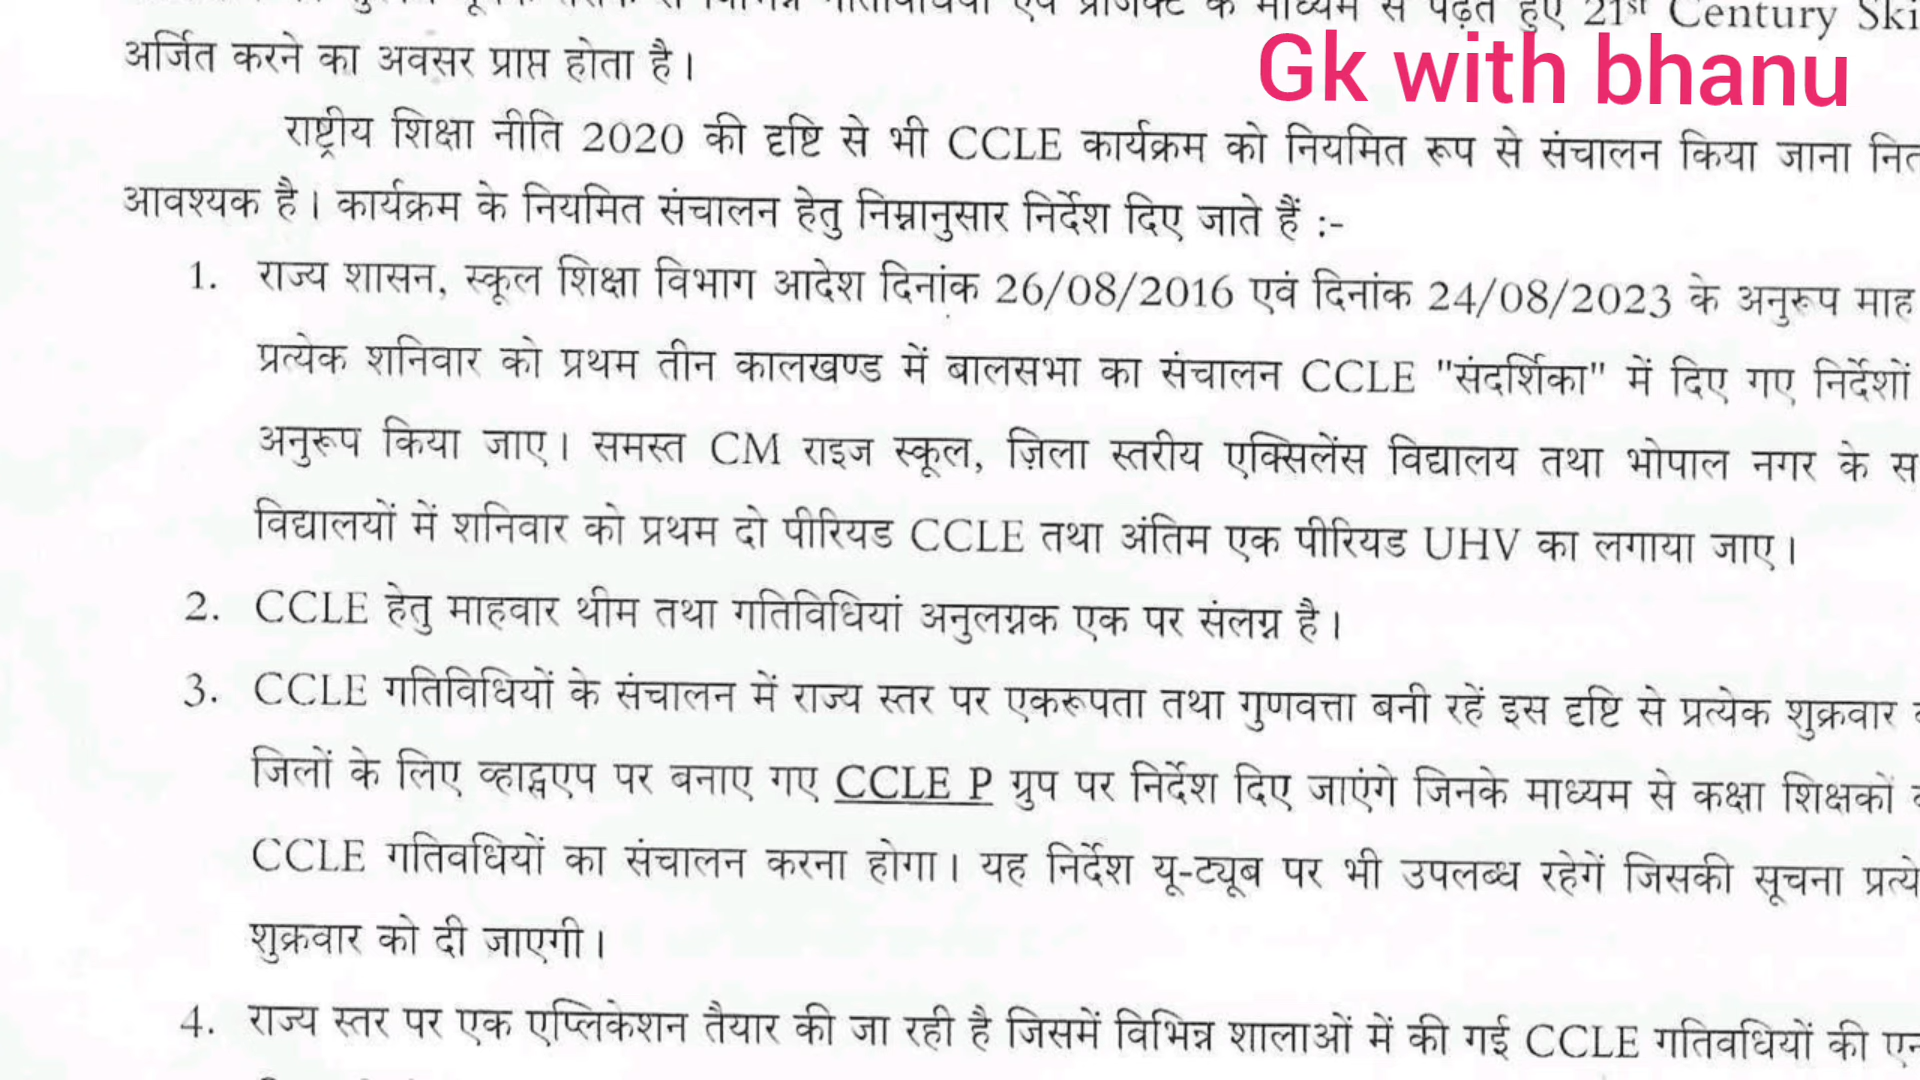 माध्यम से पढ़ते हुए 21st Century
अर्जित करने का अवसर प्राप्त होता है।
Gk with bhanu
राष्ट्रीय शिक्षा नीति 2020 की दृष्टि से भी CCLE कार्यक्रम को नियमित रूप से संचालन किया जाना
आवश्यक है। कार्यक्रम के नियमित संचालन हेतु निम्नानुसार निर्देश दिए जाते हैं :-
1. राज्य शासन, स्कूल शिक्षा विभाग आदेश दिनांक 26/08/2016 एवं दिनांक 24/08/2023 के अनुरूप माह
प्रत्येक शनिवार को प्रथम तीन कालखण्ड में बालसभा का संचालन CCLE "संदर्शिका" में दिए गए निर्देशों
अनुरूप किया जाए। समस्त CM राइज स्कूल, ज़िला स्तरीय एक्सिलेंस विद्यालय तथा भोपाल नगर के स
विद्यालयों में शनिवार को प्रथम दो पीरियड CCLE तथा अंतिम एक पीरियड UHV का लगाया जाए।
2. CCLE हेतु माहवार थीम तथा गतिविधियां अनुलग्नक एक पर संलग्न है।
3. CCLE गतिविधियों के संचालन में राज्य स्तर पर एकरूपता तथा गुणवत्ता बनी रहें इस दृष्टि से प्रत्येक शुक्रवार
जिलों के लिए व्हाट्सएप पर बनाए गए CCLE P ग्रुप पर निर्देश दिए जाएंगे जिनके माध्यम से कक्षा शिक्षकों
CCLE गतिवधियों का संचालन करना होगा। यह निर्देश यू-ट्यूब पर भी उपलब्ध रहेगें जिसकी सूचना प्रत्ये
शुक्रवार को दी जाएगी।
4. राज्य स्तर पर एक एप्लिकेशन तैयार की जा रही है जिसमें विभिन्न शालाओं में की गई CCLE गतिवधियों की